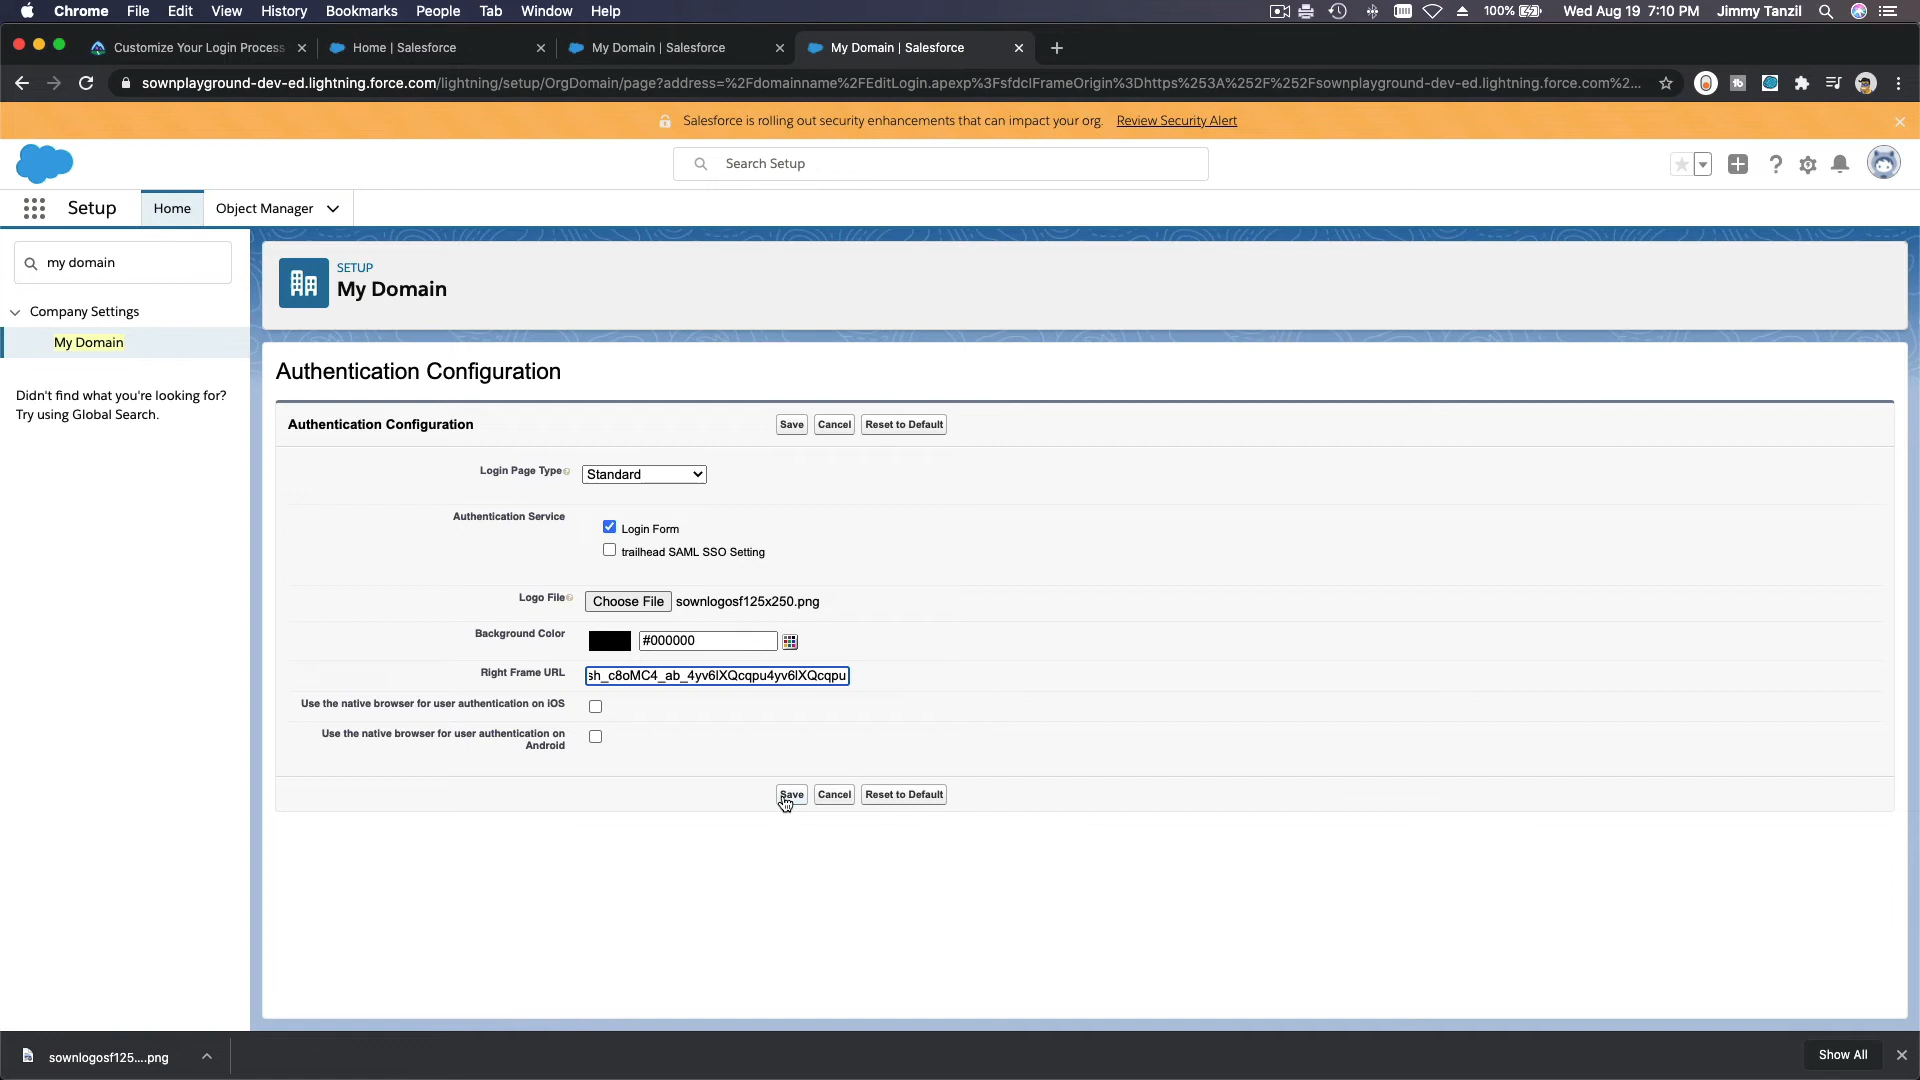 Chrome File Edit View History Bookmarks People Tab Window Help 100% Wed Aug 19 7:10 PM Jimmy Tanzil
Customize Your Login Process
Home | Salesforce
My Domain | Salesforce
My Domain | Salesforce
sownplayground-dev-ed.lightning.force.com/lightning/setup/OrgDomain/page?address=%2Fdomainname%2FEditLogin.apexp%3FsfdcIFrameOrigin%3Dhttps%253A%252F%252Fsownplayground-dev-ed.lightning.force.com%2...
Salesforce is rolling out security enhancements that can impact your org. Review Security Alert
Search Setup
Setup Home Object Manager
my domain
Company Settings
My Domain
Didn't find what you're looking for?
Try using Global Search.
SETUP
My Domain
Authentication Configuration
Authentication Configuration Save Cancel Reset to Default
Login Page Type Standard
Authentication Service
Login Form
trailhead SAML SSO Setting
Logo File Choose File sownlogosf125x250.png
Background Color #000000
Right Frame URL sh_c8oMC4_ab_4yv6lXQcqpu4yv6lXQcqpu
Use the native browser for user authentication on iOS
Use the native browser for user authentication on
Android
Save Cancel Reset to Default
sownlogosf125....png
Show All